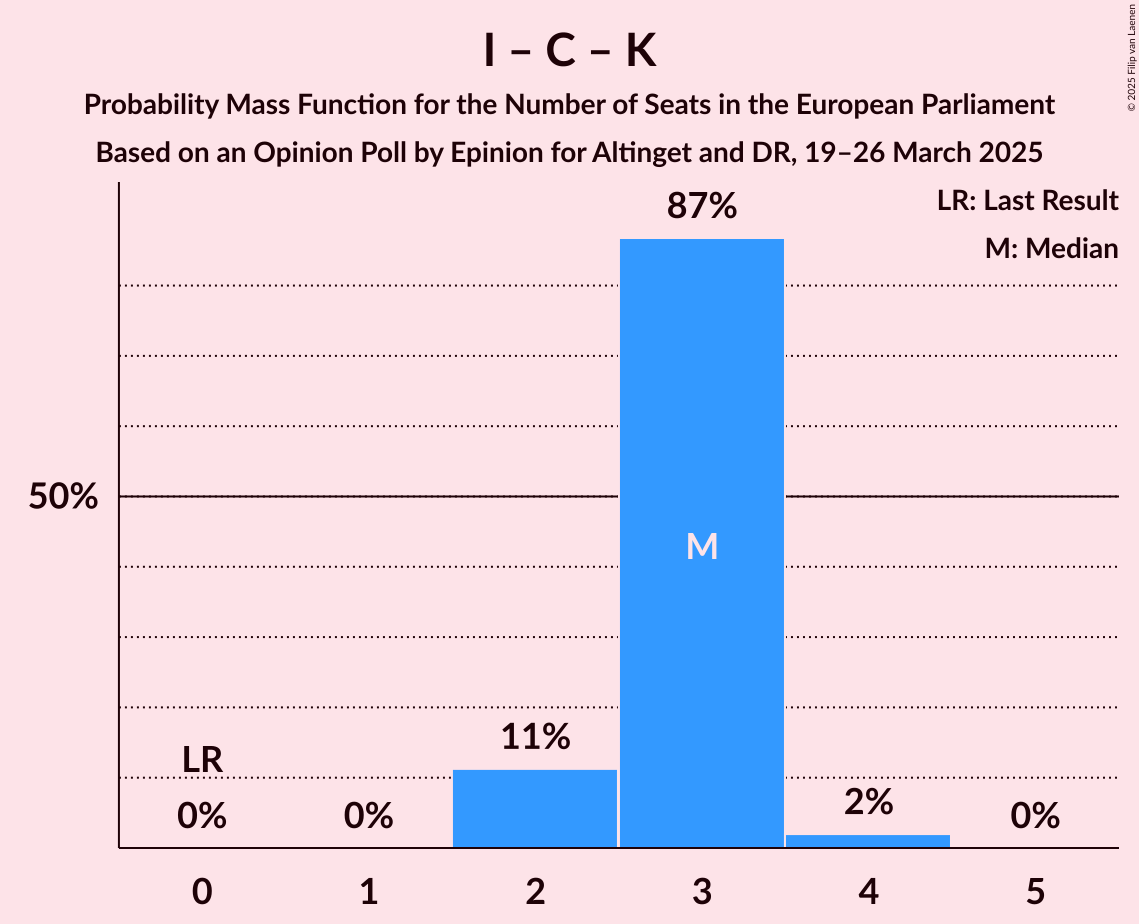 I – C – K
Probability Mass Function for the Number of Seats in the European Parliament
Based on an Opinion Poll by Epinion for Altinget and DR, 19–26 March 2025
© 2025 Filip van Laenen
LR: Last Result
M: Median
87%
50%
M
11%
LR
2%
0%
0%
0%
0
1
2
3
4
5